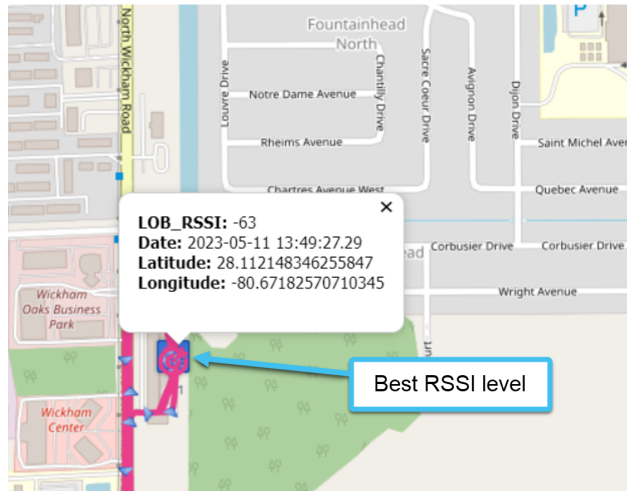 P
Fountainhead
North
North Wickham Road
Louvre Drive
Chantilly Drive
Sacre Coeur Drive
Avignon Drive
Dijon Drive
Notre Dame Avenue
Rheims Avenue
Saint Michel Aven
Chartres Avenue West
Quebec Avenue
LOB_RSSI: -63
Date: 2023-05-11 13:49:27.29
Latitude: 28.112148346255847
Longitude: -80.67182570710345
ead
Corbusier Drive
Corbusier Drive
Wright Avenue
Wickham
Oaks Business
Park
Best RSSI level
Wickham
Center